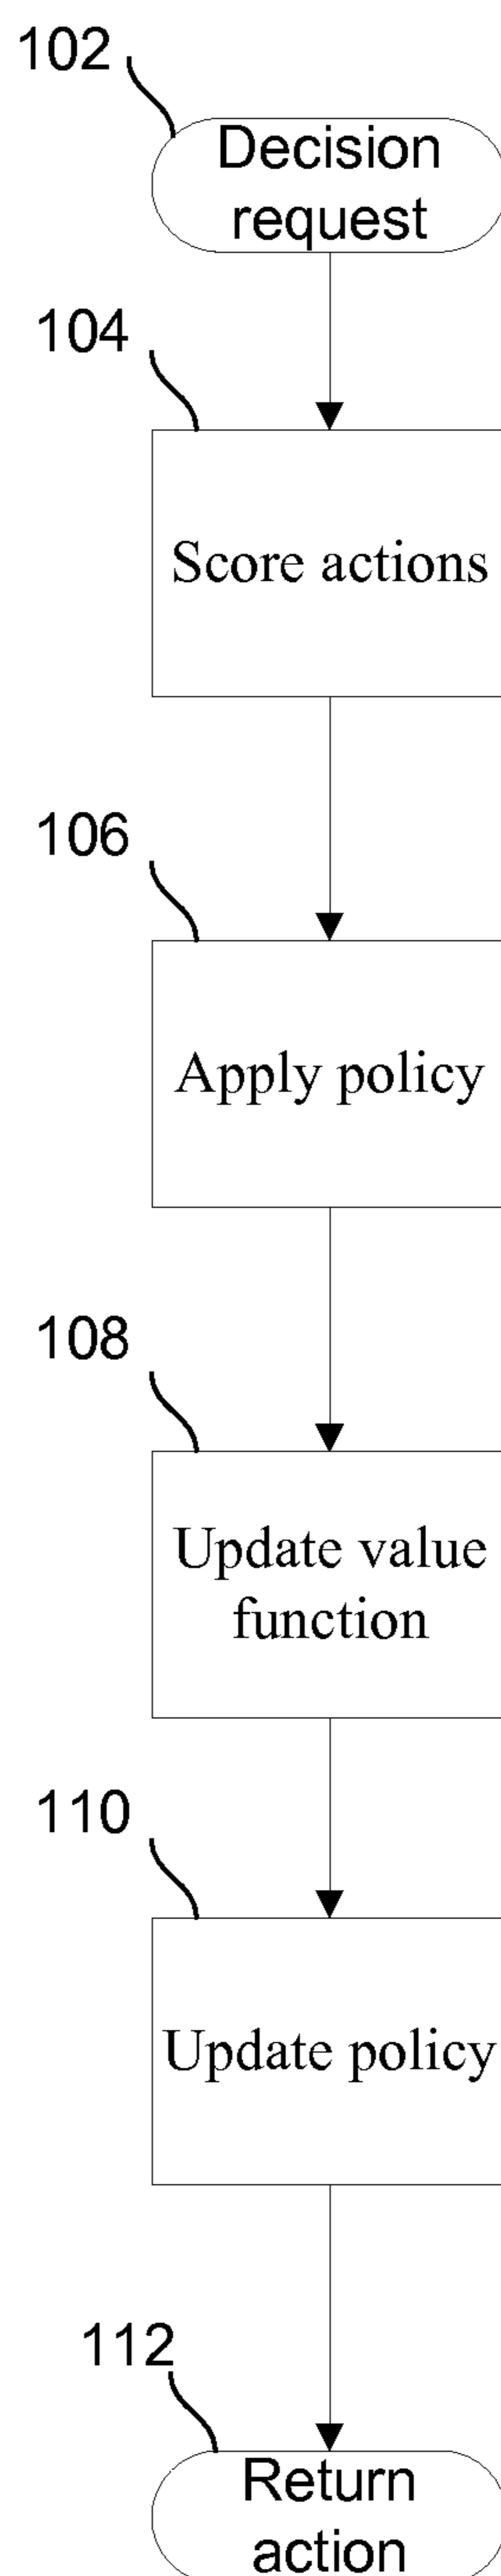 102
Decision
request
104
Score actions
106
Apply policy
108
Update value
function
110
Update policy
112
Return
action